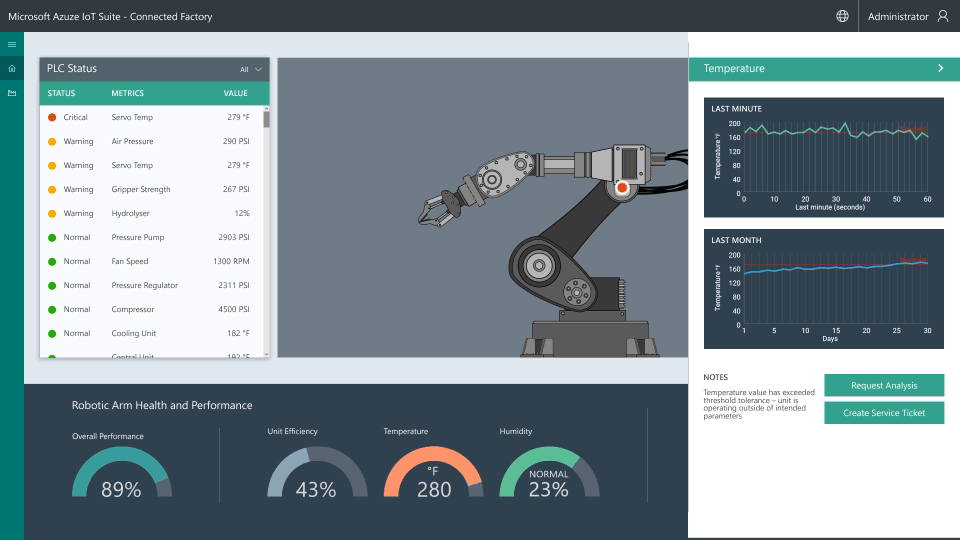 Microsoft Azuze IoT Suite - Connected Factory
Administrator
PLC Status
All
STATUS METRICS VALUE
Critical Servo Temp 279 °F
Warning Air Pressure 290 PSI
Warning Servo Temp 279 °F
Warning Gripper Strength 267 PSI
Warning Hydrolyser 12%
Normal Pressure Pump 2903 PSI
Normal Fan Speed 1300 RPM
Normal Pressure Regulator 2311 PSI
Normal Compressor 4500 PSI
Normal Cooling Unit 182 °F
Central Unit 192 °F
Temperature
LAST MINUTE
Temperature °F
200
160
120
80
40
0
0 10 20 30 40 50 60
Last minute (seconds)
LAST MONTH
Temperature °F
200
160
120
80
40
0
1 5 10 15 20 25 30
Days
NOTES
Temperature value has exceeded
threshold tolerance – unit is
operating outside of intended
parameters
Request Analysis
Create Service Ticket
Robotic Arm Health and Performance
Overall Performance
89%
Unit Efficiency
43%
Temperature
°F
280
Humidity
NORMAL
23%